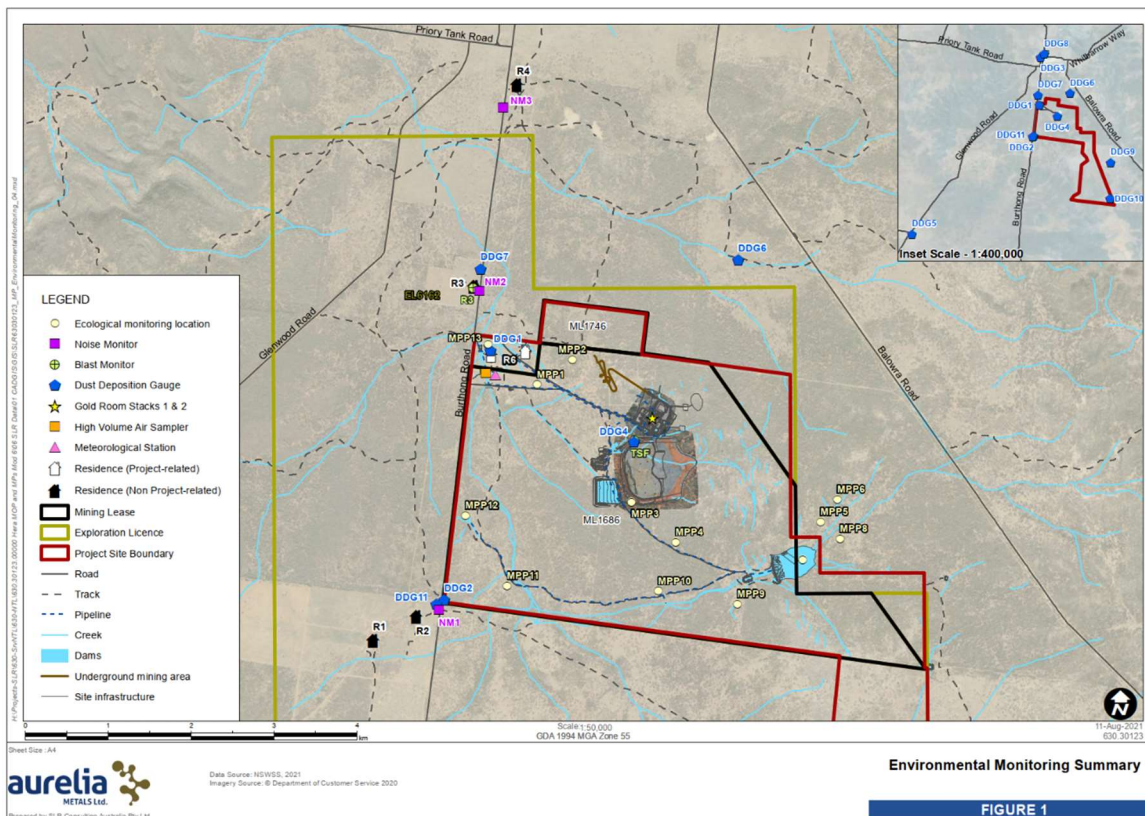 Priory Tank Road
R4
NM3
DDG7
R3
NM2
R3
EL6162
DDG6
Glenwood Road
Burthong Road
Balowra Road
ML1746
MPP13
DDG1
R6
MPP2
MPP1
DDG4
TSF
MPP12
ML1686
MPP3
MPP4
MPP6
MPP5
MPP8
MPP11
MPP10
MPP9
DDG2
DDG11
NM1
R2
R1
Priory Tank Road
DDG8
Whitbarrow Way
DDG3
DDG7
DDG6
DDG1
DDG4
Balowra Road
Glenwood Road
DDG11
DDG2
DDG9
Burthong Road
DDG10
DDG5
Inset Scale - 1:400,000
LEGEND
Ecological monitoring location
Noise Monitor
Blast Monitor
Dust Deposition Gauge
Gold Room Stacks 1 & 2
High Volume Air Sampler
Meteorological Station
Residence (Project-related)
Residence (Non Project-related)
Mining Lease
Exploration Licence
Project Site Boundary
Road
Track
Pipeline
Creek
Dams
Underground mining area
Site infrastructure
N
0 1 2 3 4
km
Scale:1:50,000
GDA 1994 MGA Zone 55
11-Aug-2021
630.30123
Sheet Size : A4
aurelia
METALS Ltd.
Data Source: NSWSS, 2021
Imagery Source: © Department of Customer Service 2020
Environmental Monitoring Summary
FIGURE 1